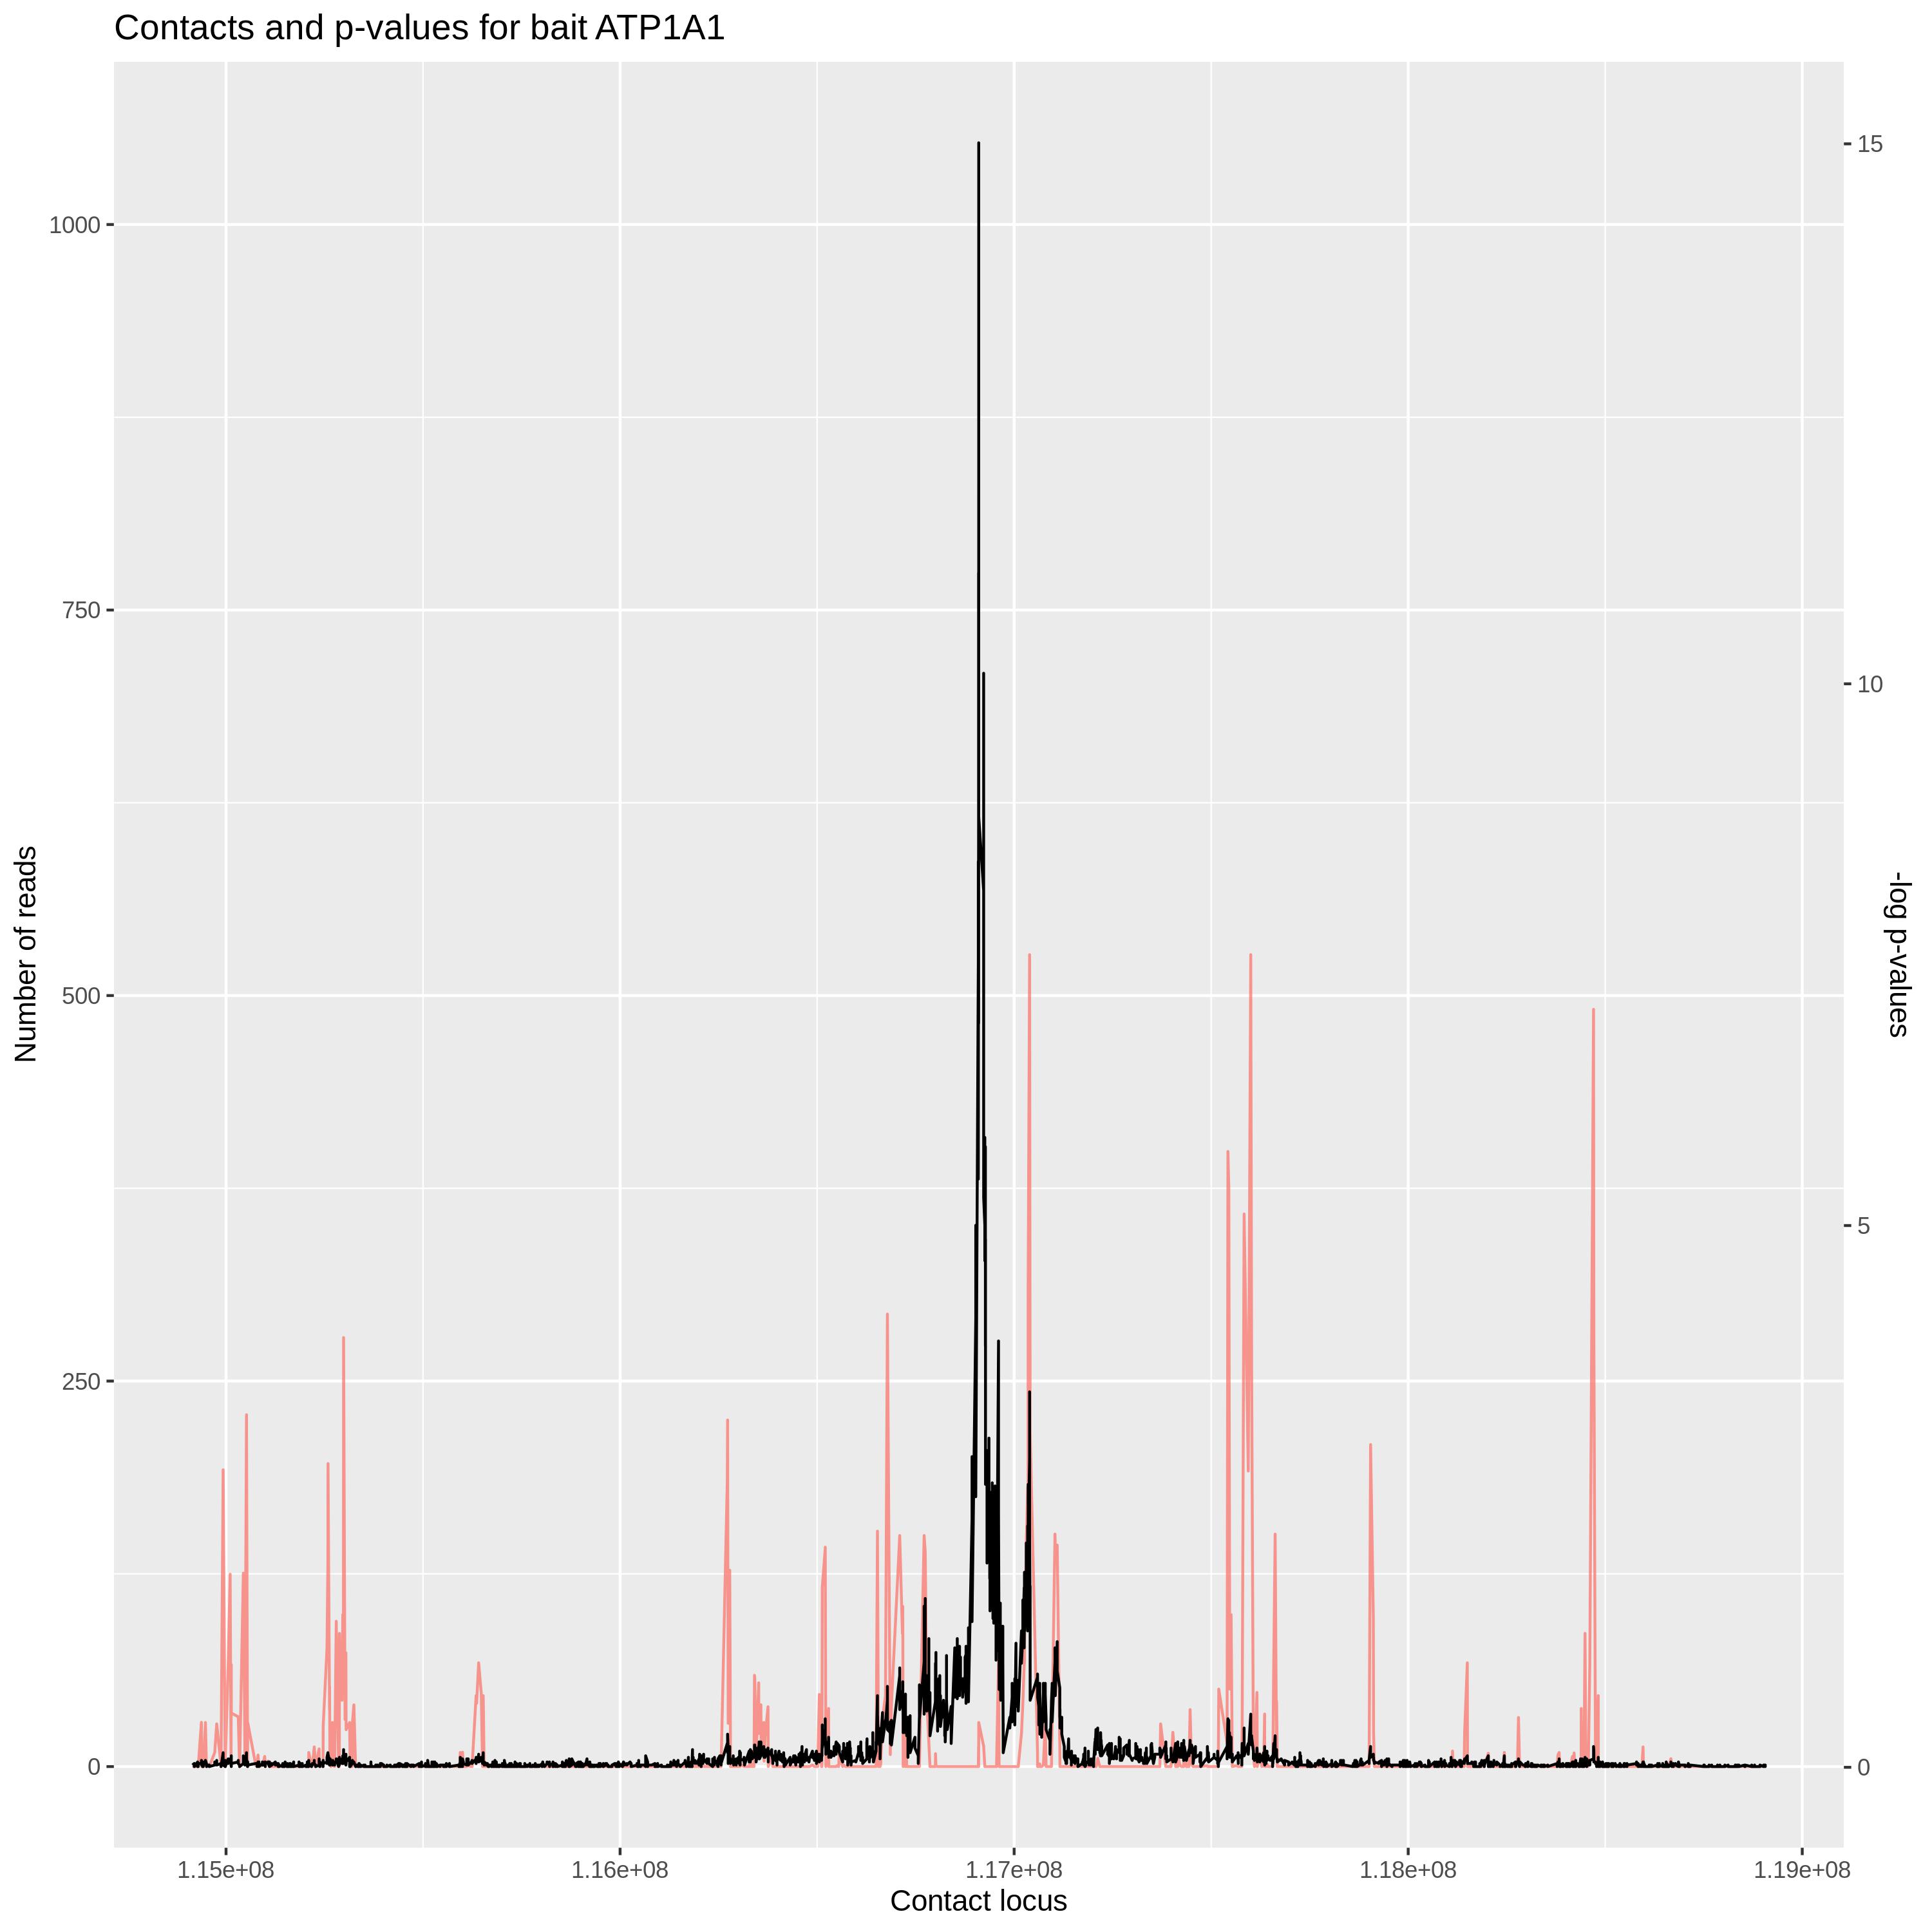 Contacts and p-values for bait ATP1A1
1000
750
500
250
0
Number of reads
15
10
5
0
-log p-values
1.15e+08
1.16e+08
1.17e+08
1.18e+08
1.19e+08
Contact locus